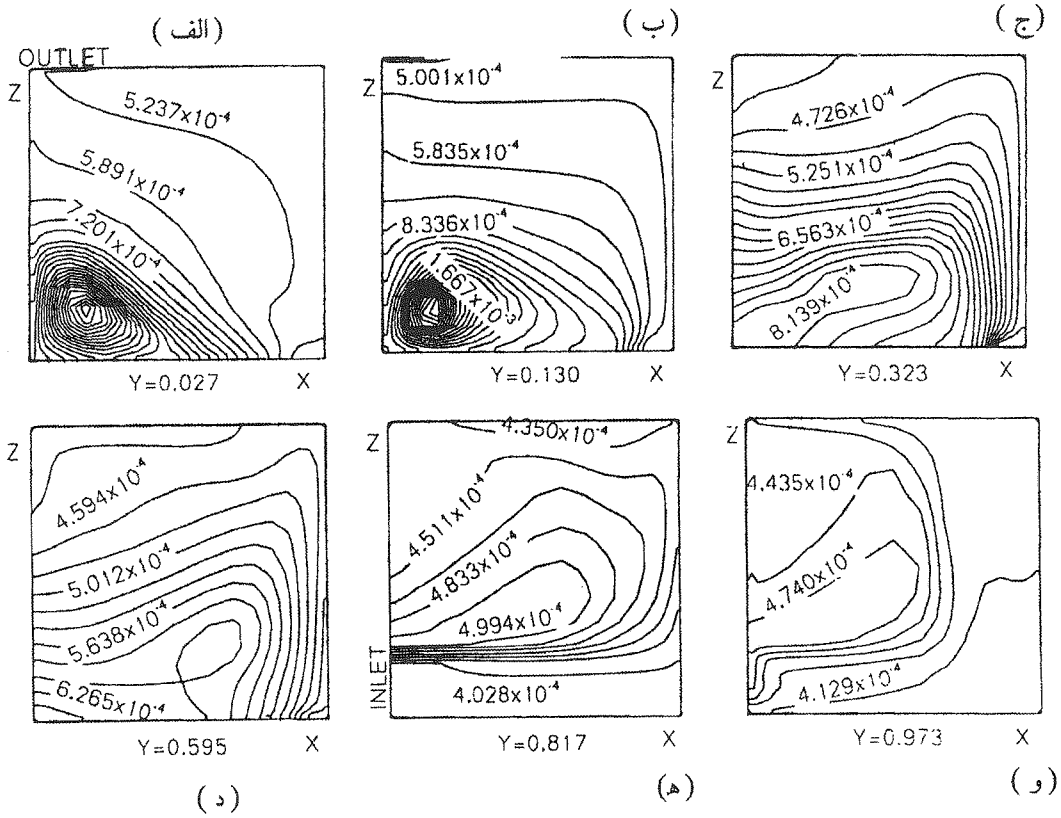 (الف)
OUTLET
Z
5.237x10⁻⁴
5.891x10⁻⁴
7.201x10⁻⁴
Y=0.027 X
(ب)
Z
5.001x10⁻⁴
5.835x10⁻⁴
8.336x10⁻⁴
1.667x10⁻³
Y=0.130 X
(ج)
Z
4.726x10⁻⁴
5.251x10⁻⁴
6.563x10⁻⁴
8.139x10⁻⁴
Y=0.323 X
Z
4.594x10⁻⁴
5.012x10⁻⁴
5.638x10⁻⁴
6.265x10⁻⁴
Y=0.595 X
(د)
Z
4.350x10⁻⁴
4.511x10⁻⁴
4.833x10⁻⁴
4.994x10⁻⁴
INLET
4.028x10⁻⁴
Y=0.817 X
(ه)
Z
4.435x10⁻⁴
4.740x10⁻⁴
4.129x10⁻⁴
Y=0.973 X
(و)